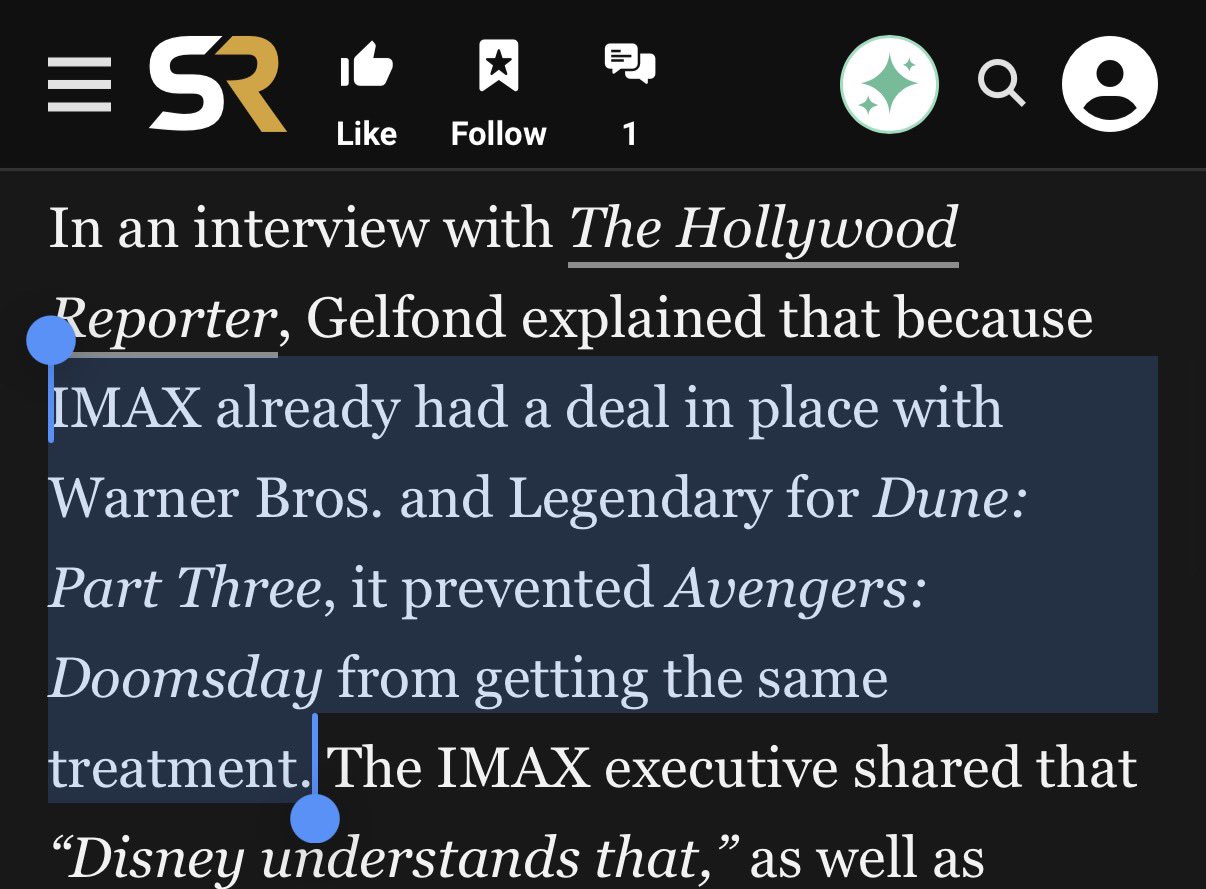 SR
Like
Follow
1
In an interview with The Hollywood
Reporter, Gelfond explained that because
IMAX already had a deal in place with
Warner Bros. and Legendary for Dune:
Part Three, it prevented Avengers:
Doomsday from getting the same
treatment. The IMAX executive shared that
“Disney understands that,” as well as